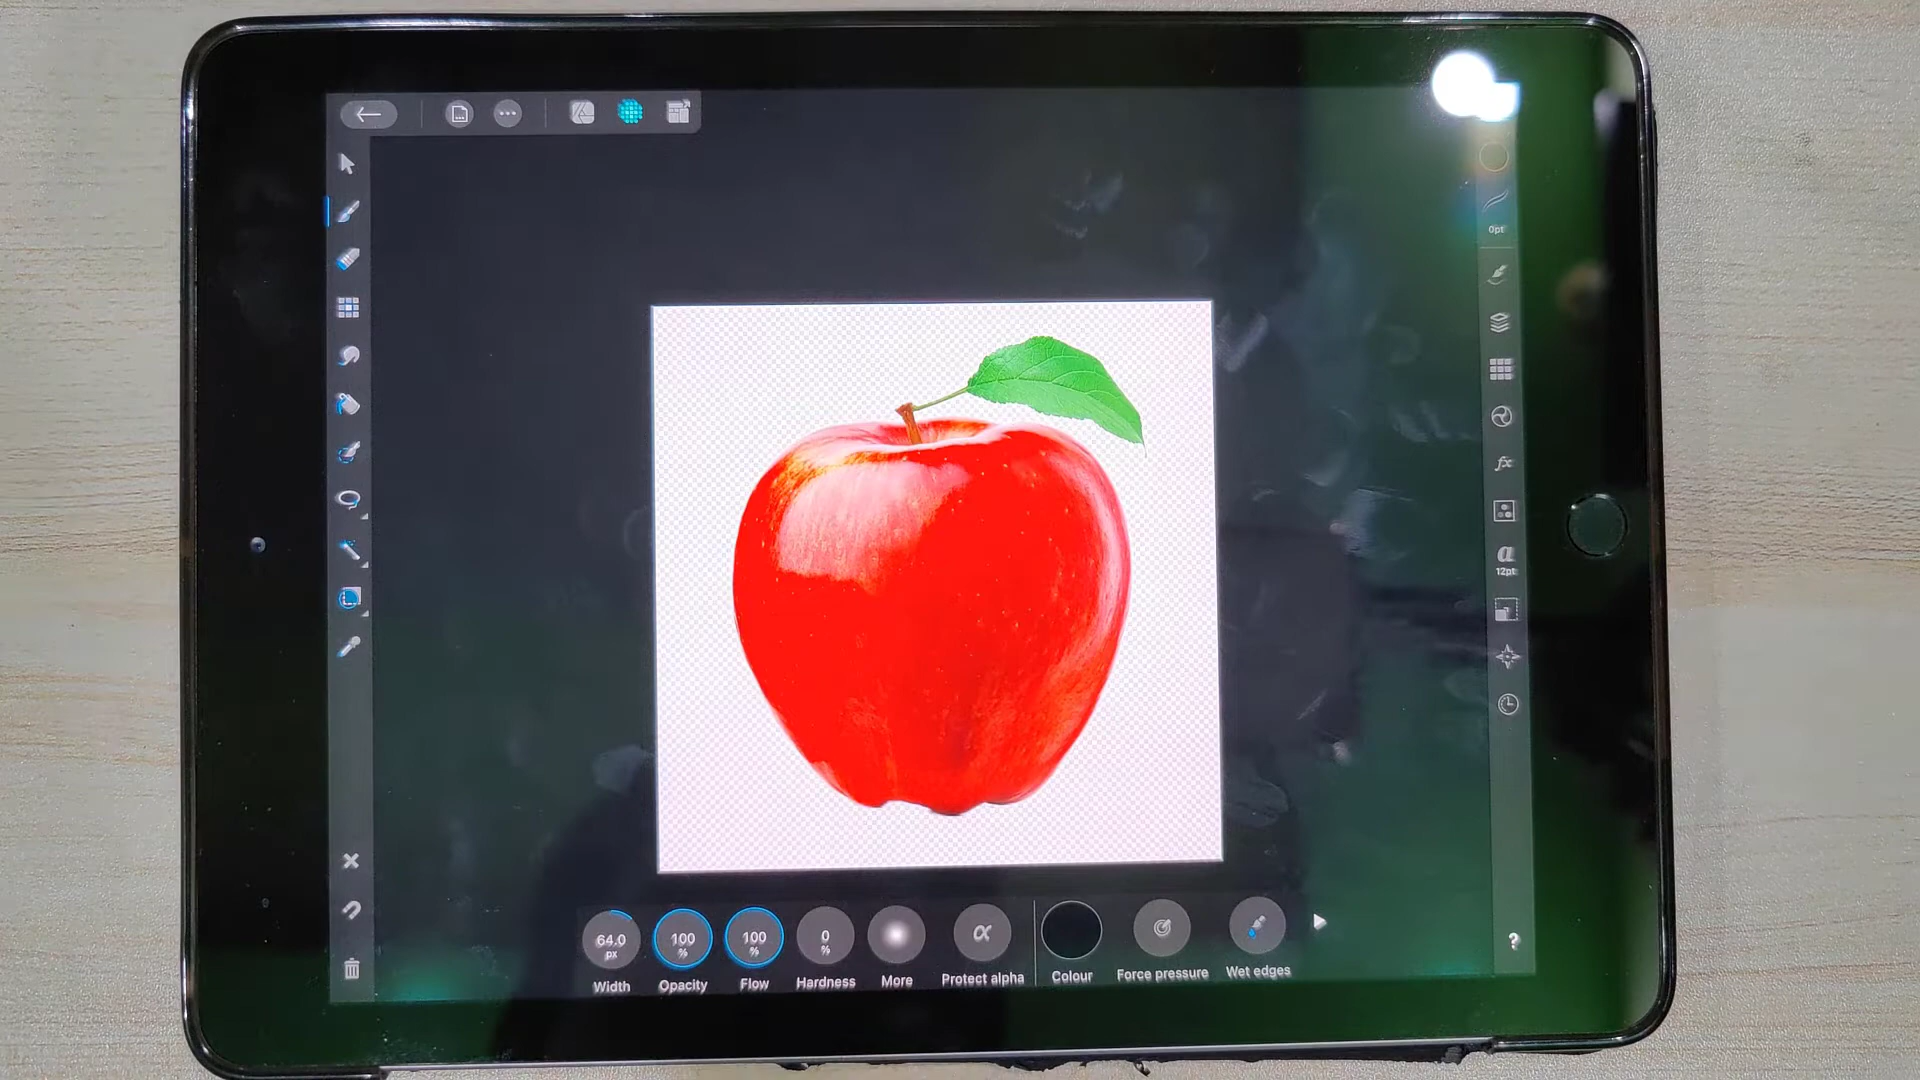 0pt
fx
a
12pt
?
64.0
px
100
%
100
%
0
%
α
Width
Opacity
Flow
Hardness
More
Protect alpha
Colour
Force pressure
Wet edges